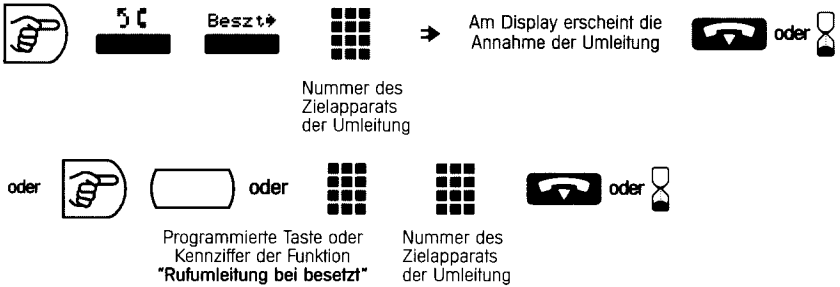 Beszt
Am Display erscheint die
Annahme der Umleitung
oder
Nummer des
Zielapparats
der Umleitung
oder
oder
oder
Programmierte Taste oder
Kennziffer der Funktion
"Rufumleitung bei besetzt"
Nummer des
Zielapparats
der Umleitung